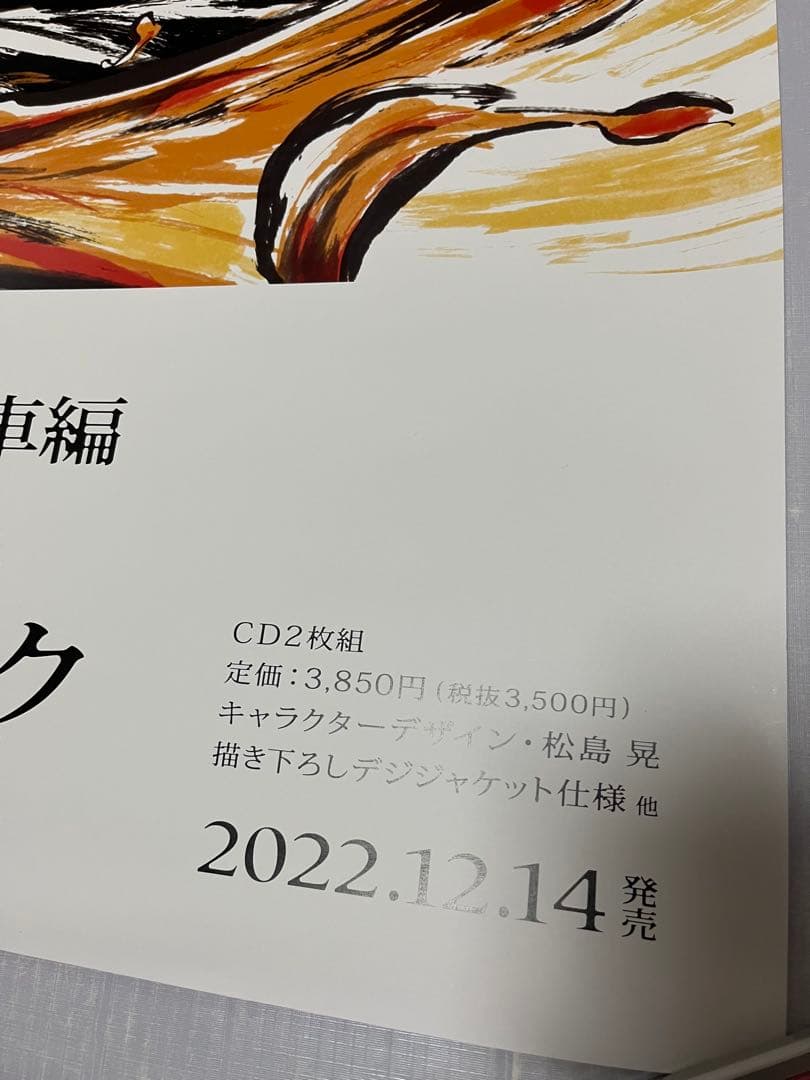 車編
ク
CD2枚組
定価：3,850円（税抜3,500円）
キャラクターデザイン・松島 晃
描き下ろしデジジャケット仕様 他
2022.12.14 発売